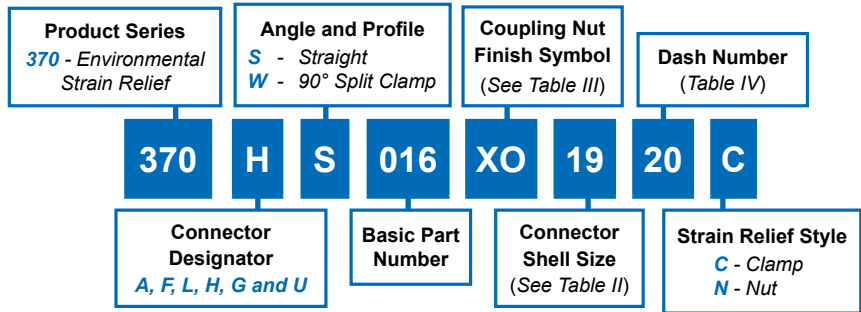 Product Series
370 - Environmental
Strain Relief
Angle and Profile
S - Straight
W - 90° Split Clamp
Coupling Nut
Finish Symbol
(See Table III)
Dash Number
(Table IV)
370 H S 016 XO 19 20 C
Connector
Designator
A, F, L, H, G and U
Basic Part
Number
Connector
Shell Size
(See Table II)
Strain Relief Style
C - Clamp
N - Nut